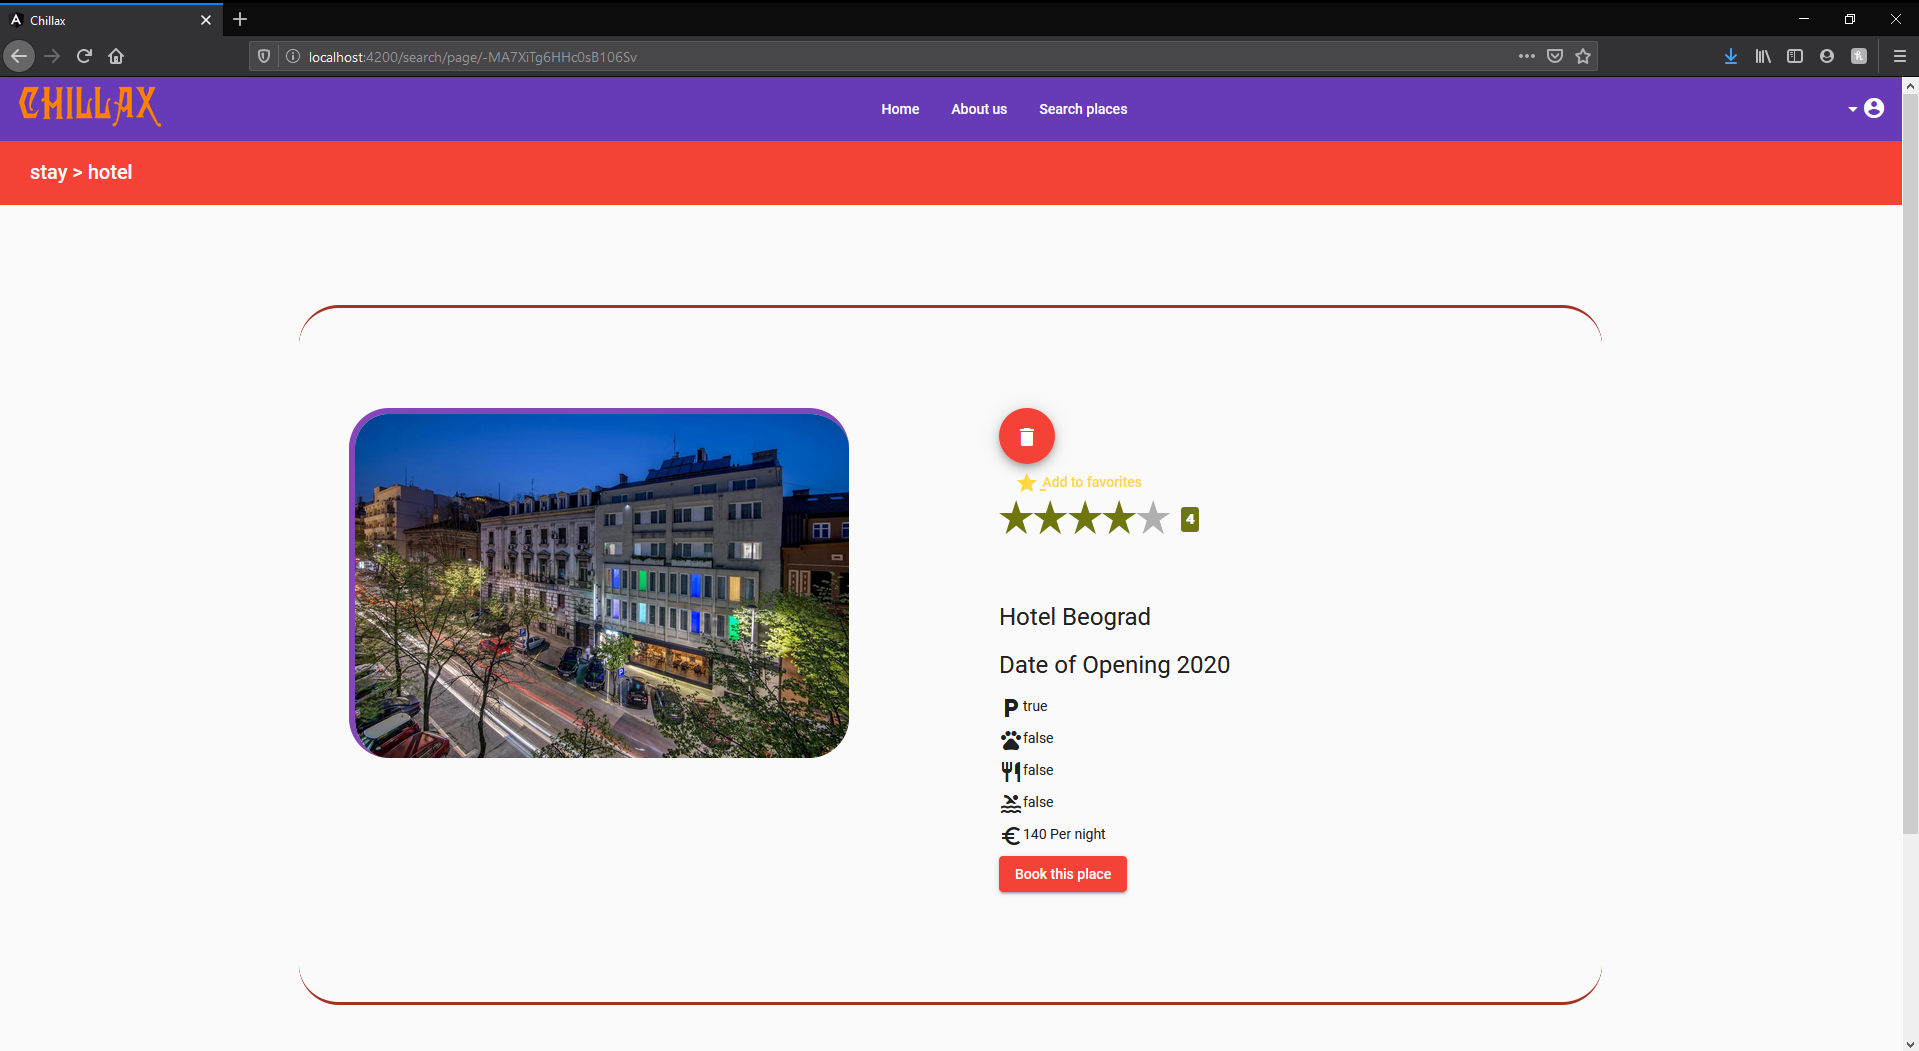 Chillax
localhost:4200/search/page/-MA7XiTg6HHc0sB106Sv
CHILLAX
Home
About us
Search places
stay > hotel
Add to favorites
4
Hotel Beograd
Date of Opening 2020
true
false
false
false
€ 140 Per night
Book this place